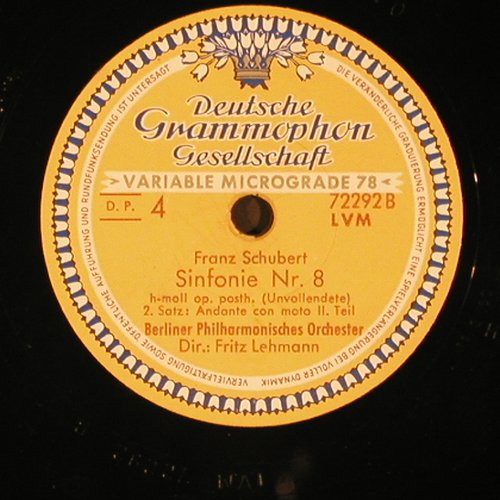 Deutsche
Grammophon
Gesellschaft
VARIABLE MICROGRADE 78
D. P. 4
72292 B
LVM
Franz Schubert
Sinfonie Nr. 8
h-moll op. posth, (Unvollendete)
2. Satz: Andante con moto II. Teil
Berliner Philharmonisches Orchester
Dir.: Fritz Lehmann
DIE VERÄNDERLICHE GRADUIERUNG ERMÖGLICHT EINE SPIELVERLÄNGERUNG BEI VOLLER DYNAMIK
VERVIELFÄLTIGUNG SOWIE ÖFFENTLICHE AUFFÜHRUNG UND RUNDFUNKSENDUNG IST UNTERSAGT